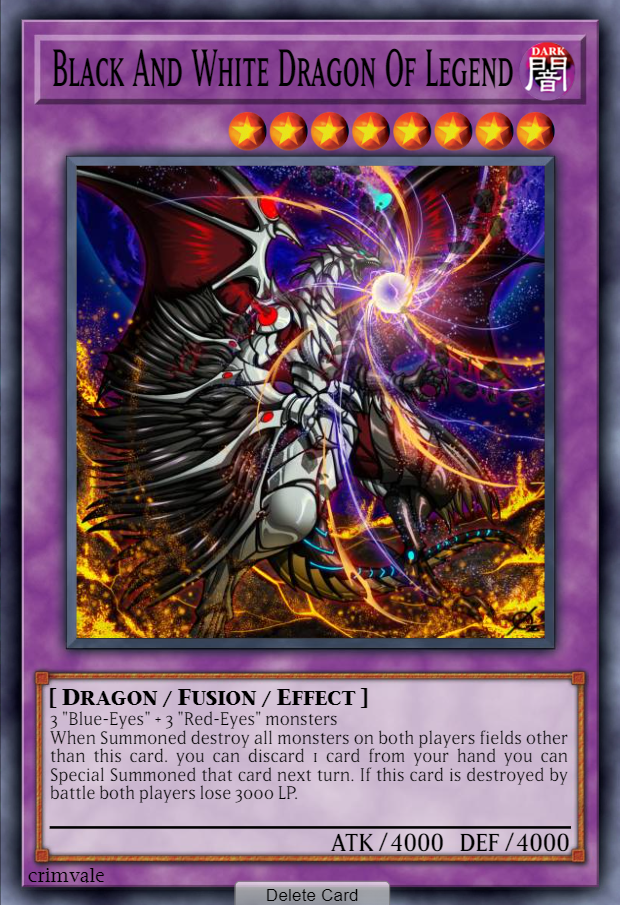 Black And White Dragon Of Legend
DARK
闇
[ Dragon / Fusion / Effect ]
3 "Blue-Eyes" + 3 "Red-Eyes" monsters
When Summoned destroy all monsters on both players fields other
than this card. you can discard 1 card from your hand you can
Special Summoned that card next turn. If this card is destroyed by
battle both players lose 3000 LP.
ATK / 4000 DEF / 4000
crimvale
Delete Card